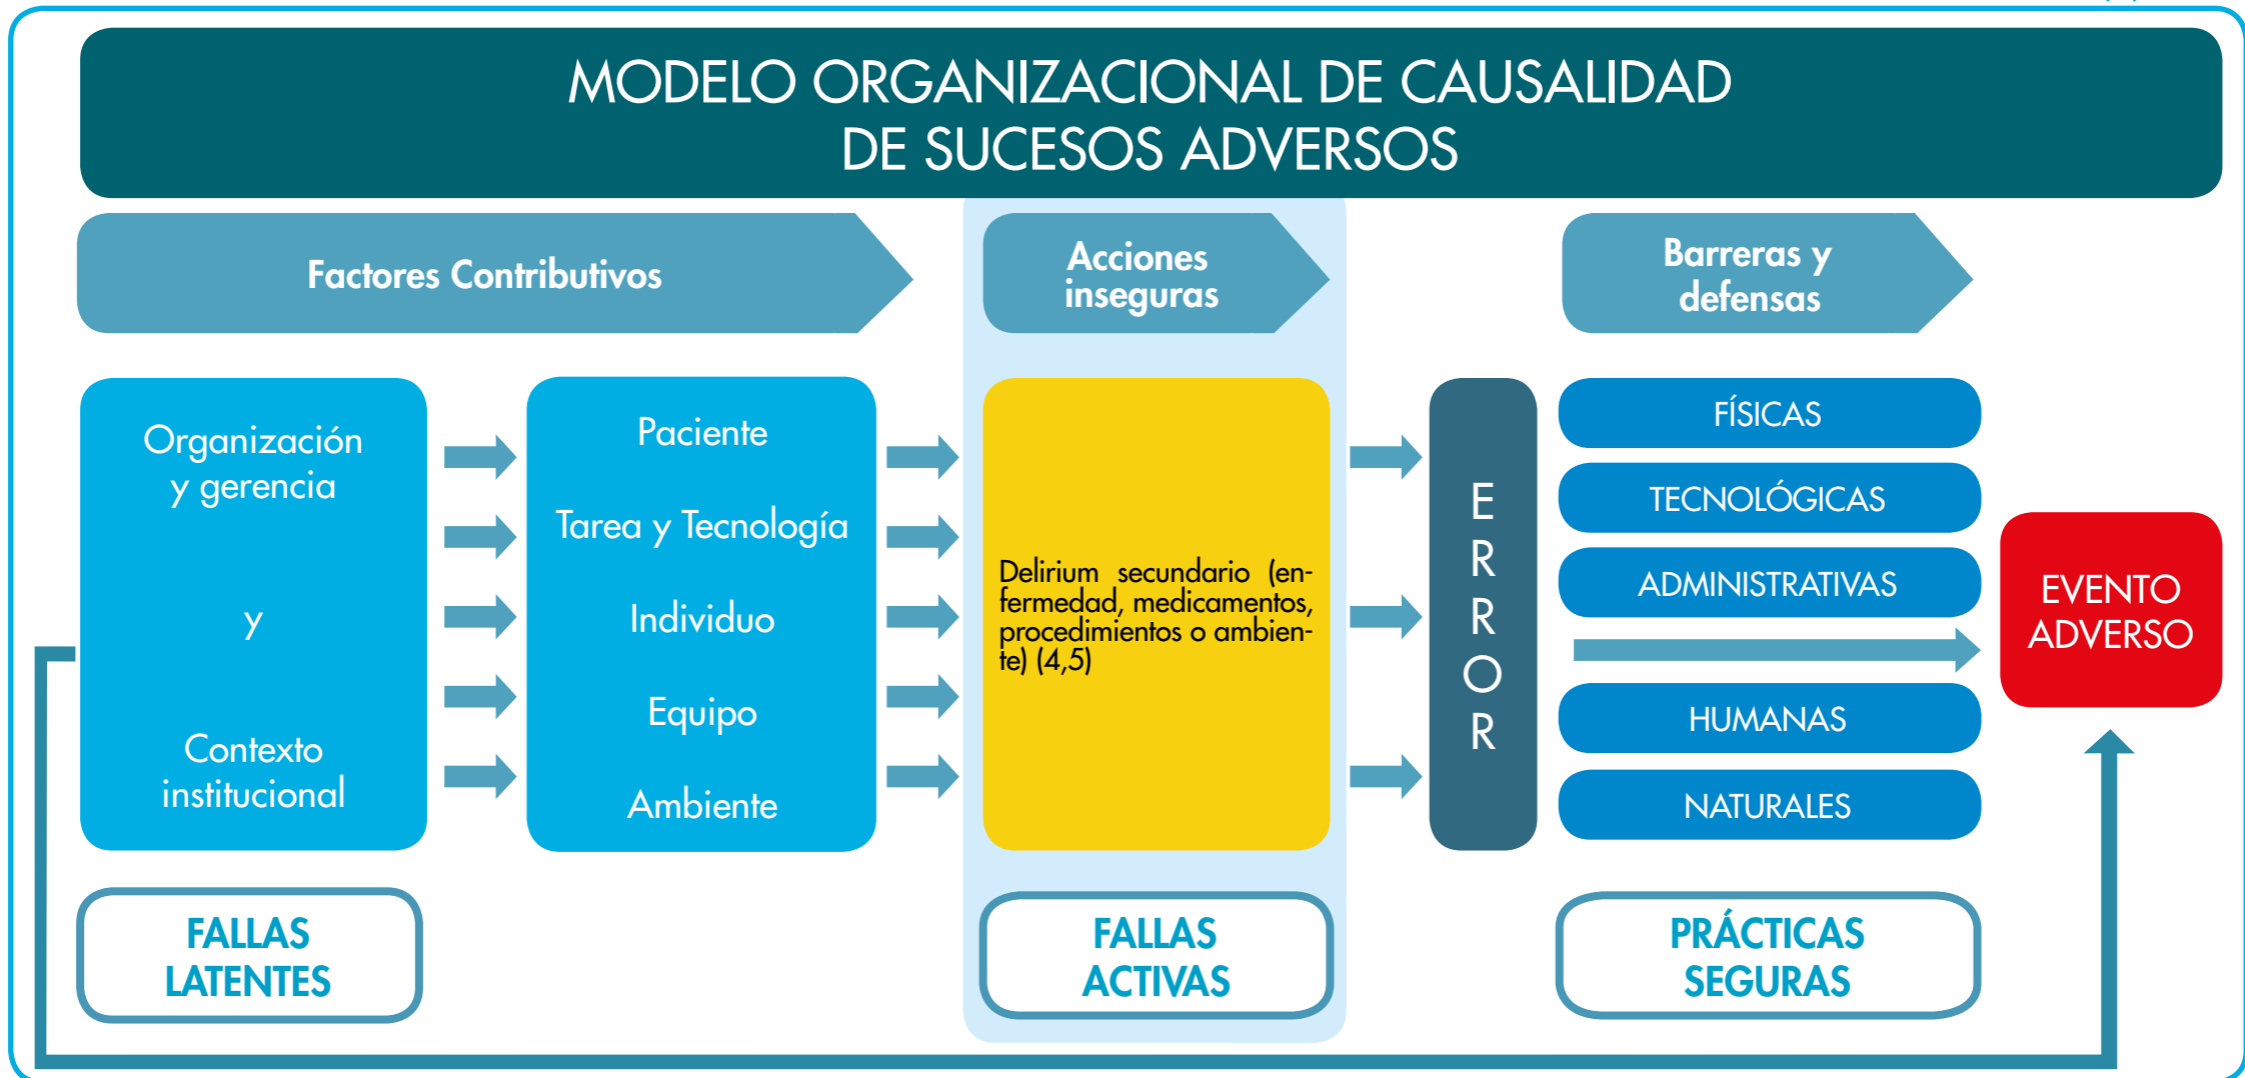 MODELO ORGANIZACIONAL DE CAUSALIDAD
DE SUCESOS ADVERSOS
Factores Contributivos
Acciones
inseguras
Barreras y
defensas
Organización
y gerencia
y
Contexto
institucional
Paciente
Tarea y Tecnología
Individuo
Equipo
Ambiente
Delirium secundario (en-
fermedad, medicamentos,
procedimientos o ambien-
te) (4,5)
E
R
R
O
R
FÍSICAS
TECNOLÓGICAS
ADMINISTRATIVAS
HUMANAS
NATURALES
EVENTO
ADVERSO
FALLAS
LATENTES
FALLAS
ACTIVAS
PRÁCTICAS
SEGURAS